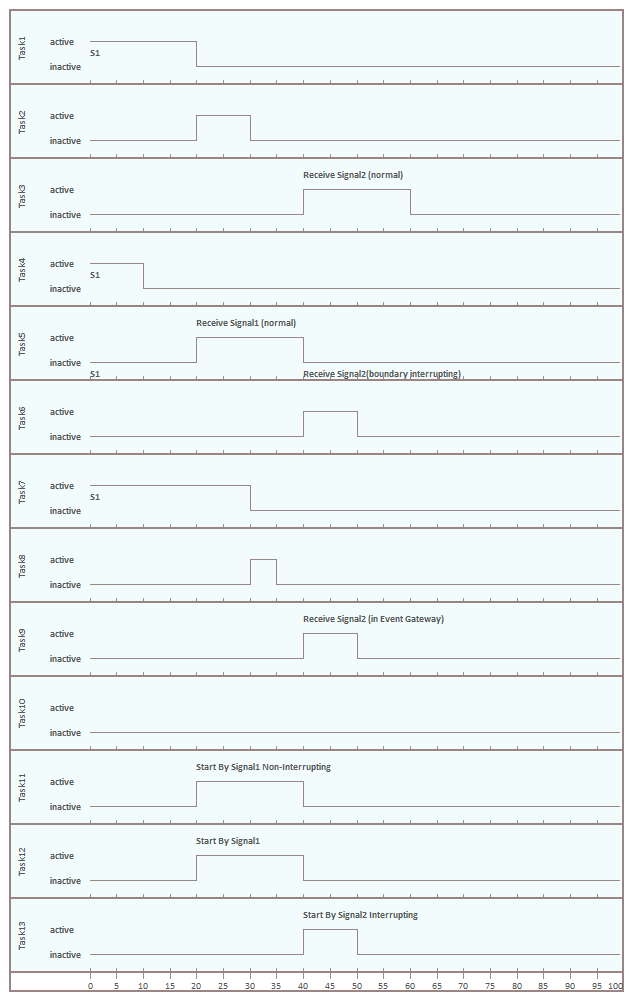 Task1
active
S1
inactive
Task2
active
inactive
Receive Signal2 (normal)
Task3
active
inactive
Task4
active
S1
inactive
Receive Signal1 (normal)
Task5
active
inactive
S1 Receive Signal2(boundary interrupting)
Task6
active
inactive
Task7
active
S1
inactive
Task8
active
inactive
Receive Signal2 (in Event Gateway)
Task9
active
inactive
Task10
active
inactive
Start By Signal1 Non-Interrupting
Task11
active
inactive
Start By Signal1
Task12
active
inactive
Start By Signal2 Interrupting
Task13
active
inactive
0 5 10 15 20 25 30 35 40 45 50 55 60 65 70 75 80 85 90 95 100